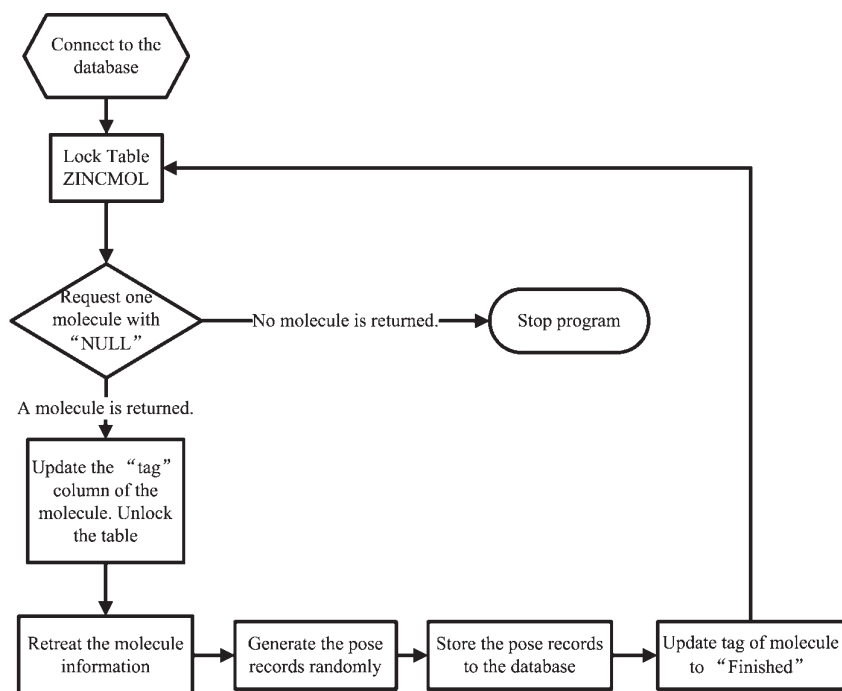 Connect to the
database
Lock Table
ZINCMOL
Request one
molecule with
“NULL”
No molecule is returned.
Stop program
A molecule is returned.
Update the “tag”
column of the
molecule. Unlock
the table
Retreat the molecule
information
Generate the pose
records randomly
Store the pose records
to the database
Update tag of molecule
to “Finished”